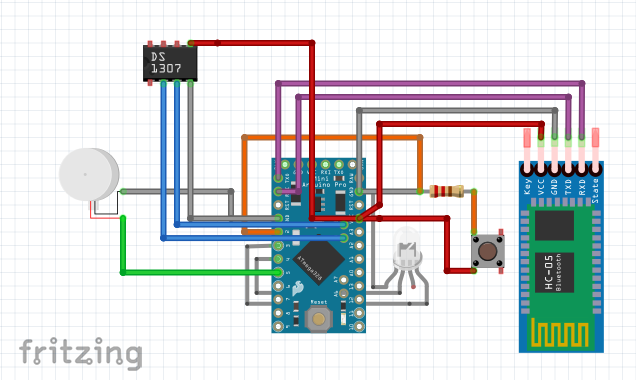 DS
1307
Mini
Arduino Pro
ATmega328
Reset
Key
VCC
GND
TXD
RXD
State
HC-05
Bluetooth
fritzing